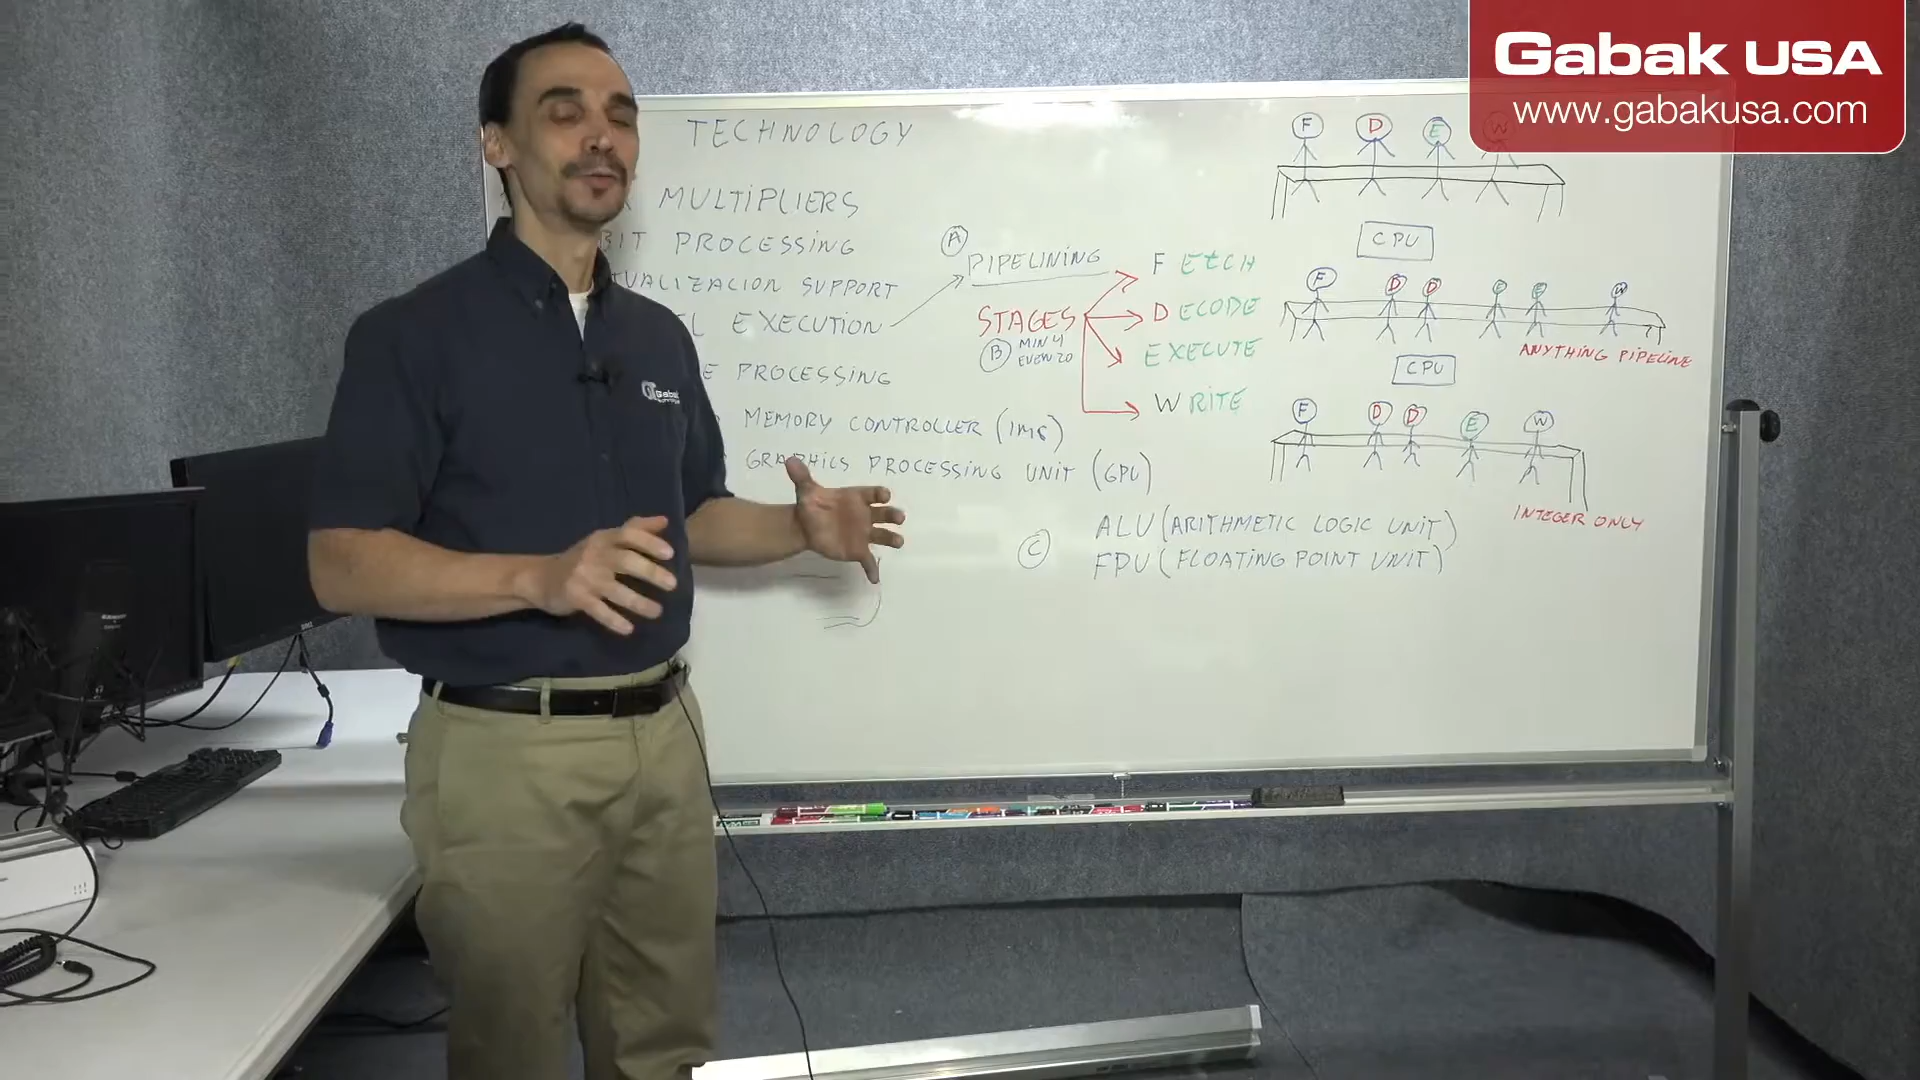 Gabak USA
www.gabakusa.com
TECHNOLOGY
MULTIPLIERS
BIT PROCESSING
TUALIZACION SUPPORT
EL EXECUTION
E PROCESSING
MEMORY CONTROLLER
GRAPHICS PROCESSING UNIT (GPU)
A
PIPELINING
STAGES
B
MIN 4
EVEN 20
FETCH
DECODE
EXECUTE
WRITE
C
ALU (ARITHMETIC LOGIC UNIT)
FPU (FLOATING POINT UNIT)
F D E W
CPU
F D D E E W
ANYTHING PIPELINE
CPU
F D D E W
INTEGER ONLY
Gabak